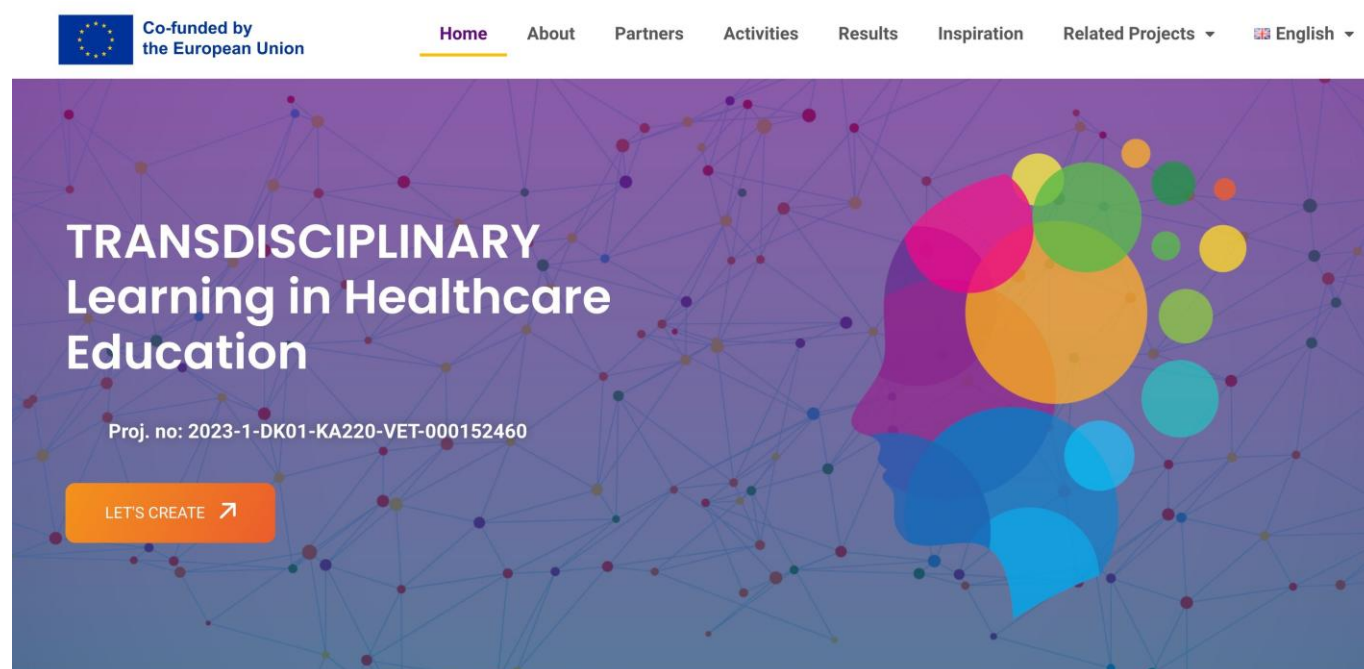 Co-funded by
the European Union
Home About Partners Activities Results Inspiration Related Projects English
TRANSDISCIPLINARY
Learning in Healthcare
Education
Proj. no: 2023-1-DK01-KA220-VET-000152460
LET'S CREATE